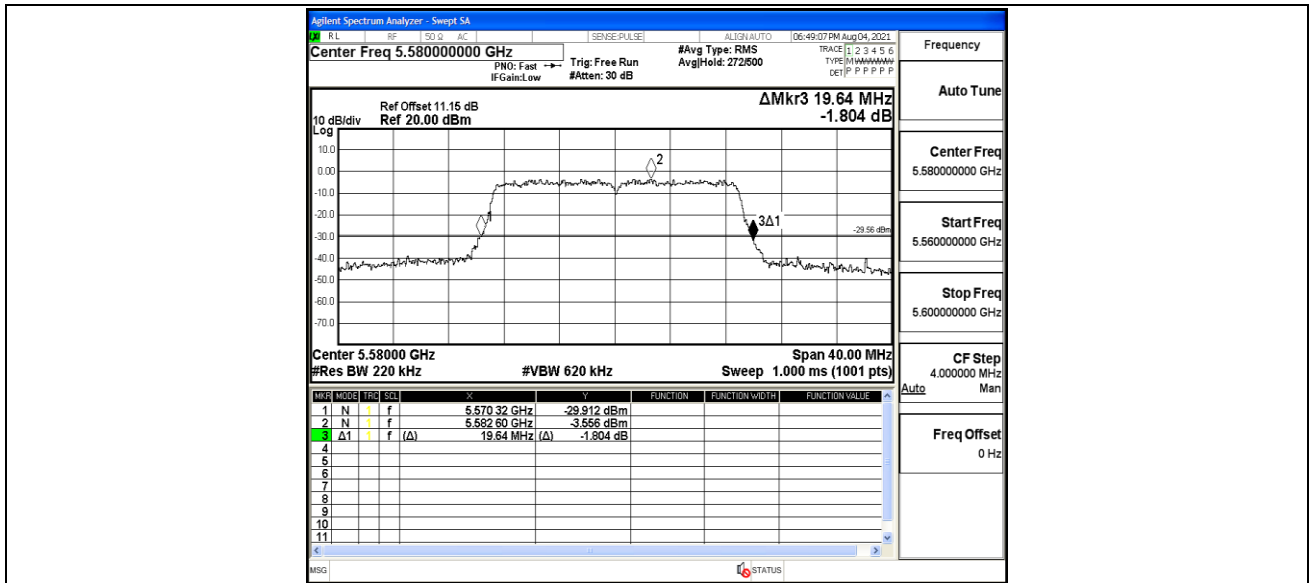 Agilent Spectrum Analyzer - Swept SA
RL RF 50 Ω AC SENSE:PULSE ALIGNAUTO 06:49:07 PM Aug 04, 2021
Center Freq 5.580000000 GHz
#Avg Type: RMS
TRACE 1 2 3 4 5 6
PNO: Fast
Trig: Free Run
Avg|Hold: 272/500
TYPE
IFGain:Low
#Atten: 30 dB
DET P P P P P P
ΔMkr3 19.64 MHz
Ref Offset 11.15 dB
10 dB/div Ref 20.00 dBm
-1.804 dB
Log
10.0
0.00
-10.0
-20.0
-30.0
-40.0
-50.0
-60.0
-70.0
2
3Δ1
-29.56 dBm
Center 5.58000 GHz
Span 40.00 MHz
#Res BW 220 kHz
#VBW 620 kHz
Sweep 1.000 ms (1001 pts)
MKR MODE TRC SCL X Y FUNCTION FUNCTION WIDTH FUNCTION VALUE
1 N 1 f 5.570 32 GHz -29.912 dBm
2 N 1 f 5.582 60 GHz -3.556 dBm
3 Δ1 1 f (Δ) 19.64 MHz (Δ) -1.804 dB
4
5
6
7
8
9
10
11
MSG
STATUS
Frequency
Auto Tune
Center Freq
5.580000000 GHz
Start Freq
5.560000000 GHz
Stop Freq
5.600000000 GHz
CF Step
4.000000 MHz
Auto Man
Freq Offset
0 Hz